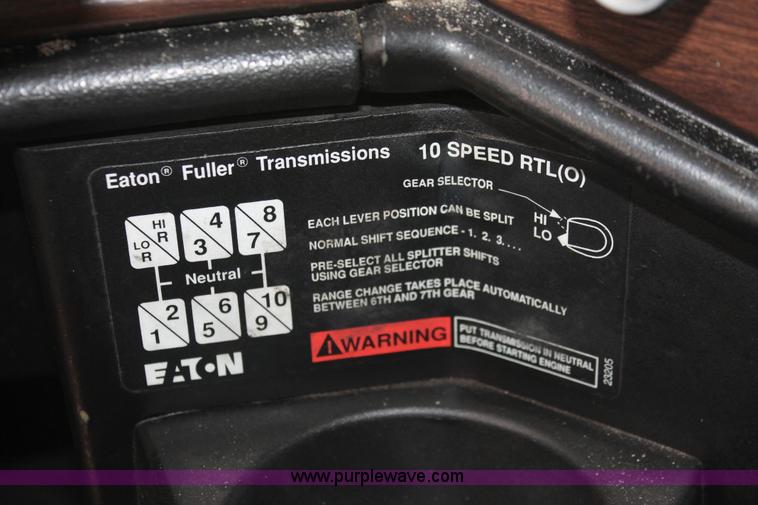 Eaton® Fuller® Transmissions 10 SPEED RTL(O)
GEAR SELECTOR
HI
LO
HI
R
LO
R
4
3
8
7
Neutral
2
1
6
5
10
9
EACH LEVER POSITION CAN BE SPLIT
NORMAL SHIFT SEQUENCE - 1, 2, 3, . . .
PRE-SELECT ALL SPLITTER SHIFTS
USING GEAR SELECTOR
RANGE CHANGE TAKES PLACE AUTOMATICALLY
BETWEEN 6TH AND 7TH GEAR
WARNING
PUT TRANSMISSION IN NEUTRAL
BEFORE STARTING ENGINE
23205
EATON
www.purplewave.com